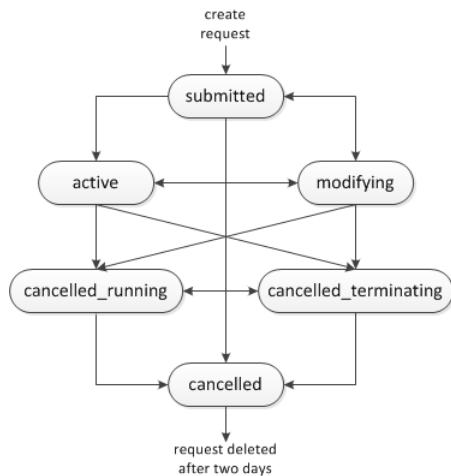 create
request
submitted
active
modifying
cancelled_running
cancelled_terminating
cancelled
request deleted
after two days